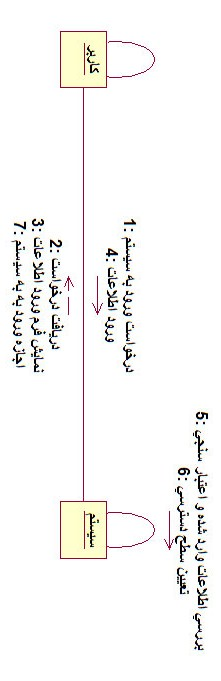 کاربر
1: درخواست ورود به سیستم
4: ورود اطلاعات
2: دریافت درخواست
3: نمایش فرم ورود اطلاعات
7: اجازه ورود به به سیستم
سیستم
5: بررسی اطلاعات وارد شده و اعتبار سنجی
6: تعیین سطح دسترسی